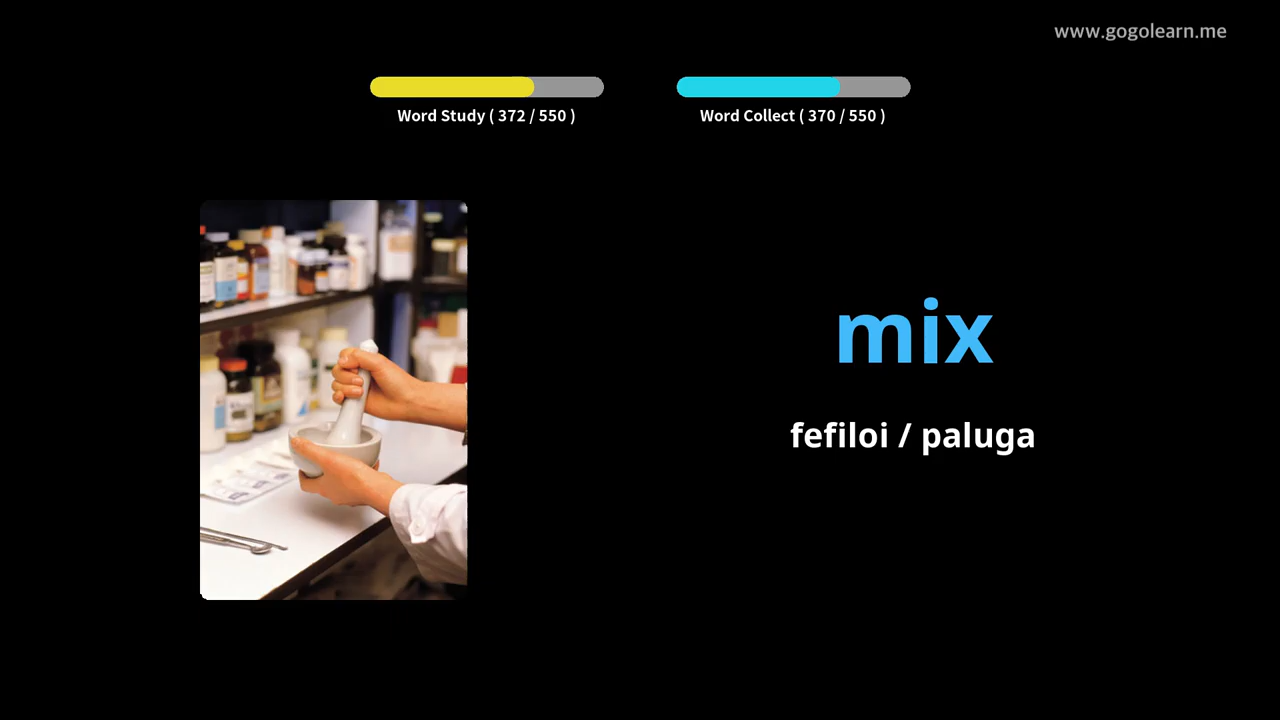 www.gogolearn.me
Word Study ( 372 / 550 )
Word Collect ( 370 / 550 )
mix
fefiloi / paluga